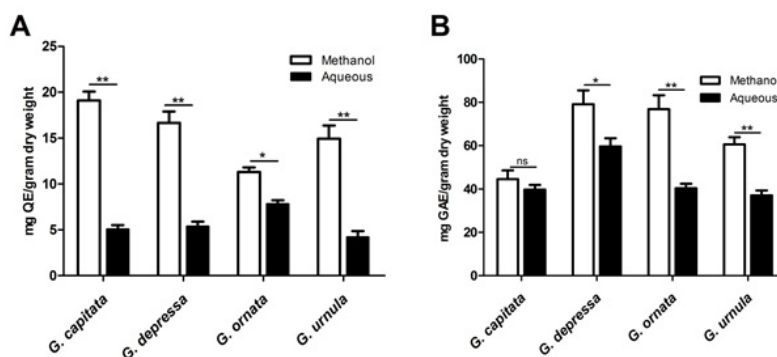 A
mg QE/gram dry weight
25
20
15
10
5
0
Methanol
Aqueous
**
**
*
**
G. capitata
G. depressa
G. ornata
G. urnula
B
mg GAE/gram dry weight
100
80
60
40
20
0
Methano
Aqueous
ns
*
**
**
G. capitata
G. depressa
G. ornata
G. urnula